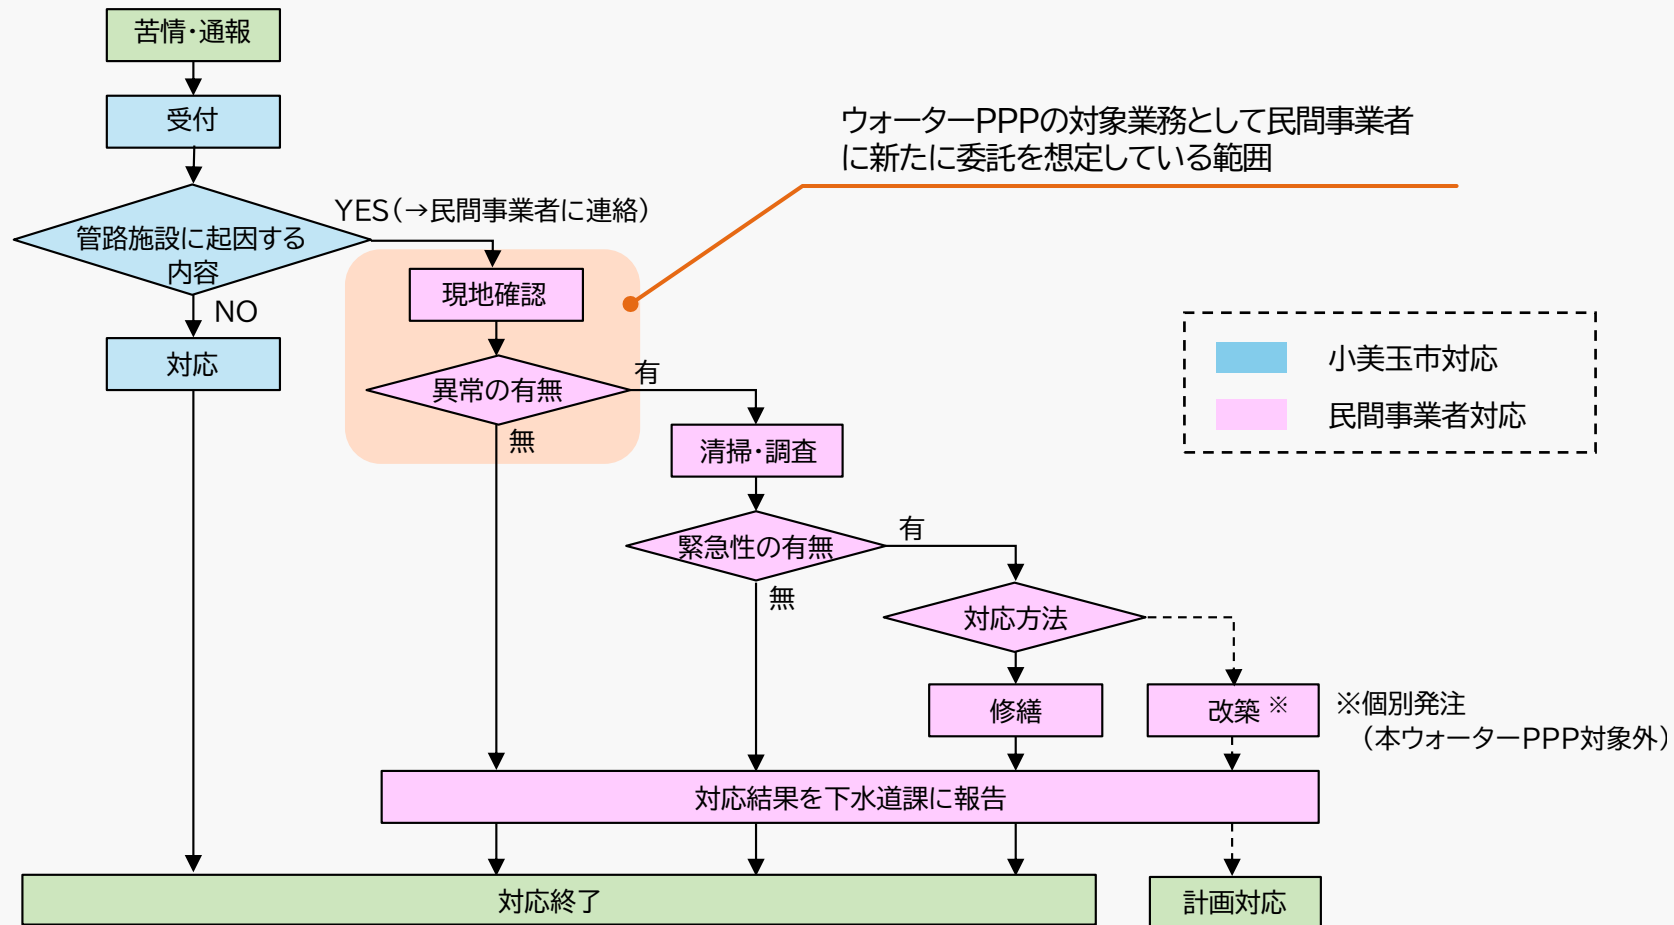 苦情・通報
受付
ウォーターPPPの対象業務として民間事業者
に新たに委託を想定している範囲
YES（→民間事業者に連絡）
管路施設に起因する
内容
現地確認
NO
対応
小美玉市対応
異常の有無
有
民間事業者対応
無
清掃・調査
有
緊急性の有無
無
対応方法
修繕
改築※
※個別発注
（本ウォーターPPP対象外）
対応結果を下水道課に報告
対応終了
計画対応